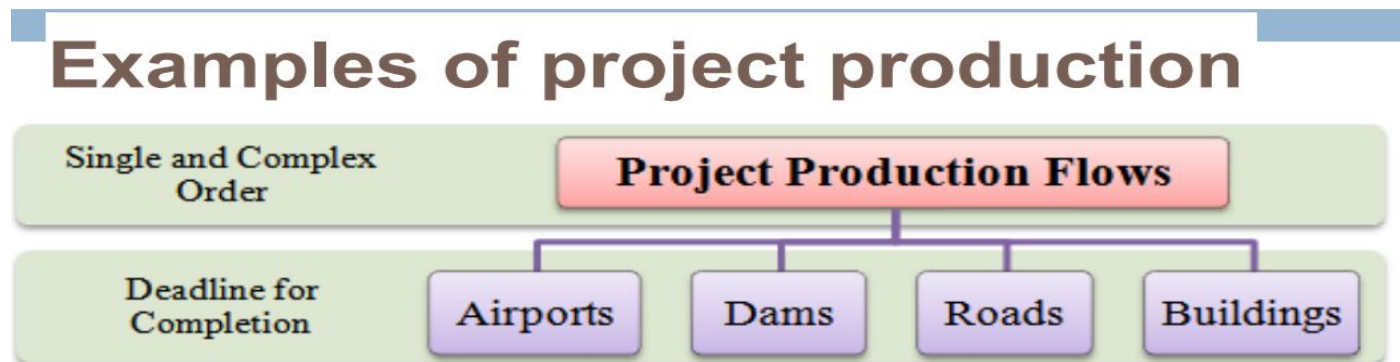 Examples of project production
Single and Complex
Order
Project Production Flows
Deadline for
Completion
Airports
Dams
Roads
Buildings